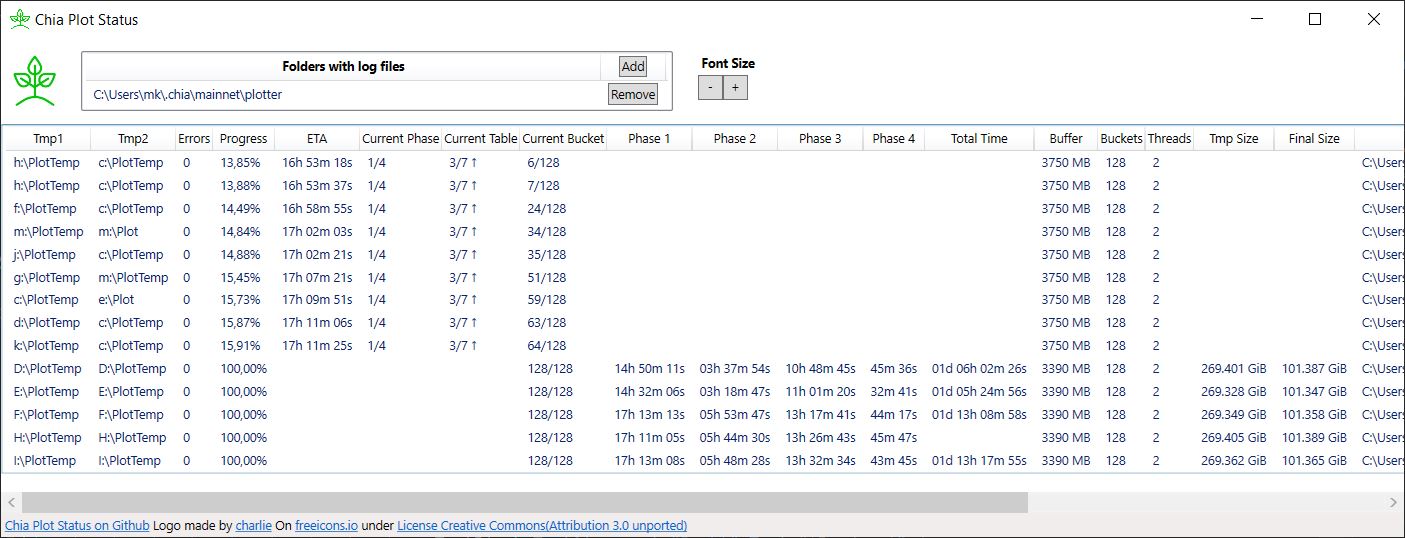 Chia Plot Status
Folders with log files Add
C:\Users\mk\.chia\mainnet\plotter Remove
Font Size
- +
Tmp1 Tmp2 Errors Progress ETA Current Phase Current Table Current Bucket Phase 1 Phase 2 Phase 3 Phase 4 Total Time Buffer Buckets Threads Tmp Size Final Size
h:\PlotTemp c:\PlotTemp 0 13,85% 16h 53m 18s 1/4 3/7 ↑ 6/128 3750 MB 128 2 C:\Users
h:\PlotTemp c:\PlotTemp 0 13,88% 16h 53m 37s 1/4 3/7 ↑ 7/128 3750 MB 128 2 C:\Users
f:\PlotTemp c:\PlotTemp 0 14,49% 16h 58m 55s 1/4 3/7 ↑ 24/128 3750 MB 128 2 C:\Users
m:\PlotTemp m:\Plot 0 14,84% 17h 02m 03s 1/4 3/7 ↑ 34/128 3750 MB 128 2 C:\Users
j:\PlotTemp c:\PlotTemp 0 14,88% 17h 02m 21s 1/4 3/7 ↑ 35/128 3750 MB 128 2 C:\Users
g:\PlotTemp m:\PlotTemp 0 15,45% 17h 07m 21s 1/4 3/7 ↑ 51/128 3750 MB 128 2 C:\Users
c:\PlotTemp e:\Plot 0 15,73% 17h 09m 51s 1/4 3/7 ↑ 59/128 3750 MB 128 2 C:\Users
d:\PlotTemp c:\PlotTemp 0 15,87% 17h 11m 06s 1/4 3/7 ↑ 63/128 3750 MB 128 2 C:\Users
k:\PlotTemp c:\PlotTemp 0 15,91% 17h 11m 25s 1/4 3/7 ↑ 64/128 3750 MB 128 2 C:\Users
D:\PlotTemp D:\PlotTemp 0 100,00% 128/128 14h 50m 11s 03h 37m 54s 10h 48m 45s 45m 36s 01d 06h 02m 26s 3390 MB 128 2 269.401 GiB 101.387 GiB C:\Users
E:\PlotTemp E:\PlotTemp 0 100,00% 128/128 14h 32m 06s 03h 18m 47s 11h 01m 20s 32m 41s 01d 05h 24m 56s 3390 MB 128 2 269.328 GiB 101.347 GiB C:\Users
F:\PlotTemp F:\PlotTemp 0 100,00% 128/128 17h 13m 13s 05h 53m 47s 13h 17m 41s 44m 17s 01d 13h 08m 58s 3390 MB 128 2 269.349 GiB 101.358 GiB C:\Users
H:\PlotTemp H:\PlotTemp 0 100,00% 128/128 17h 11m 05s 05h 44m 30s 13h 26m 43s 45m 47s 3390 MB 128 2 269.405 GiB 101.389 GiB C:\Users
I:\PlotTemp I:\PlotTemp 0 100,00% 128/128 17h 13m 08s 05h 48m 28s 13h 32m 34s 43m 45s 01d 13h 17m 55s 3390 MB 128 2 269.362 GiB 101.365 GiB C:\Users
Chia Plot Status on Github Logo made by charlie On freeicons.io under License Creative Commons(Attribution 3.0 unported)